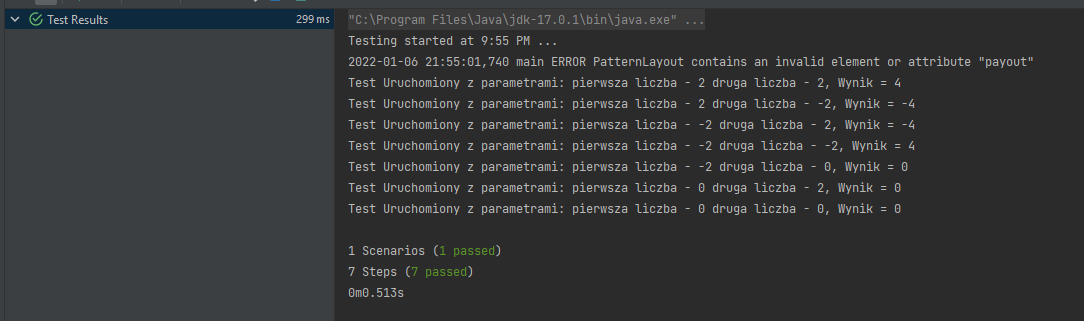 Test Results 299 ms
"C:\Program Files\Java\jdk-17.0.1\bin\java.exe" ...
Testing started at 9:55 PM ...
2022-01-06 21:55:01,740 main ERROR PatternLayout contains an invalid element or attribute "payout"
Test Uruchomiony z parametrami: pierwsza liczba - 2 druga liczba - 2, Wynik = 4
Test Uruchomiony z parametrami: pierwsza liczba - 2 druga liczba - -2, Wynik = -4
Test Uruchomiony z parametrami: pierwsza liczba - -2 druga liczba - 2, Wynik = -4
Test Uruchomiony z parametrami: pierwsza liczba - -2 druga liczba - -2, Wynik = 4
Test Uruchomiony z parametrami: pierwsza liczba - -2 druga liczba - 0, Wynik = 0
Test Uruchomiony z parametrami: pierwsza liczba - 0 druga liczba - 2, Wynik = 0
Test Uruchomiony z parametrami: pierwsza liczba - 0 druga liczba - 0, Wynik = 0
1 Scenarios (1 passed)
7 Steps (7 passed)
0m0.513s